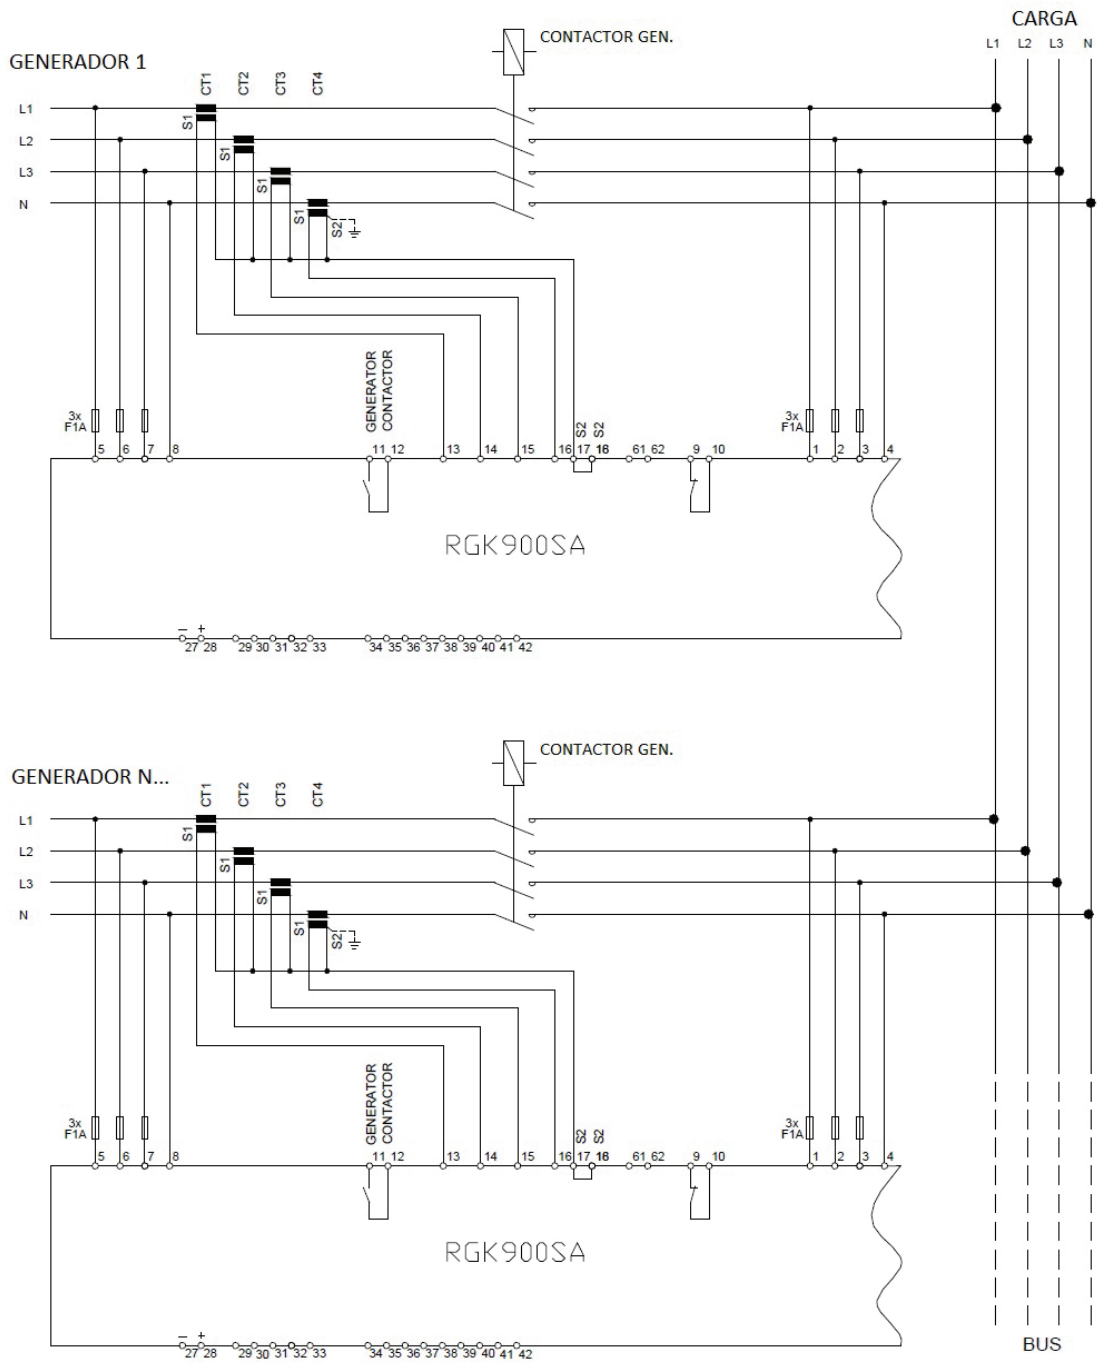 CARGA
L1 L2 L3 N
CONTACTOR GEN.
GENERADOR 1
CT1 CT2 CT3 CT4
L1
S1
L2
S1
L3
S1
N
S1
S2
GENERATOR
CONTACTOR
S2 S2
3x
F1A
3x
F1A
5 6 7 8 11 12 13 14 15 16 17 18 61 62 9 10 1 2 3 4
RGK900SA
– +
27 28 29 30 31 32 33 34 35 36 37 38 39 40 41 42
CONTACTOR GEN.
GENERADOR N...
CT1 CT2 CT3 CT4
L1
S1
L2
S1
L3
S1
N
S1
S2
GENERATOR
CONTACTOR
S2 S2
3x
F1A
3x
F1A
5 6 7 8 11 12 13 14 15 16 17 18 61 62 9 10 1 2 3 4
RGK900SA
– +
27 28 29 30 31 32 33 34 35 36 37 38 39 40 41 42
BUS